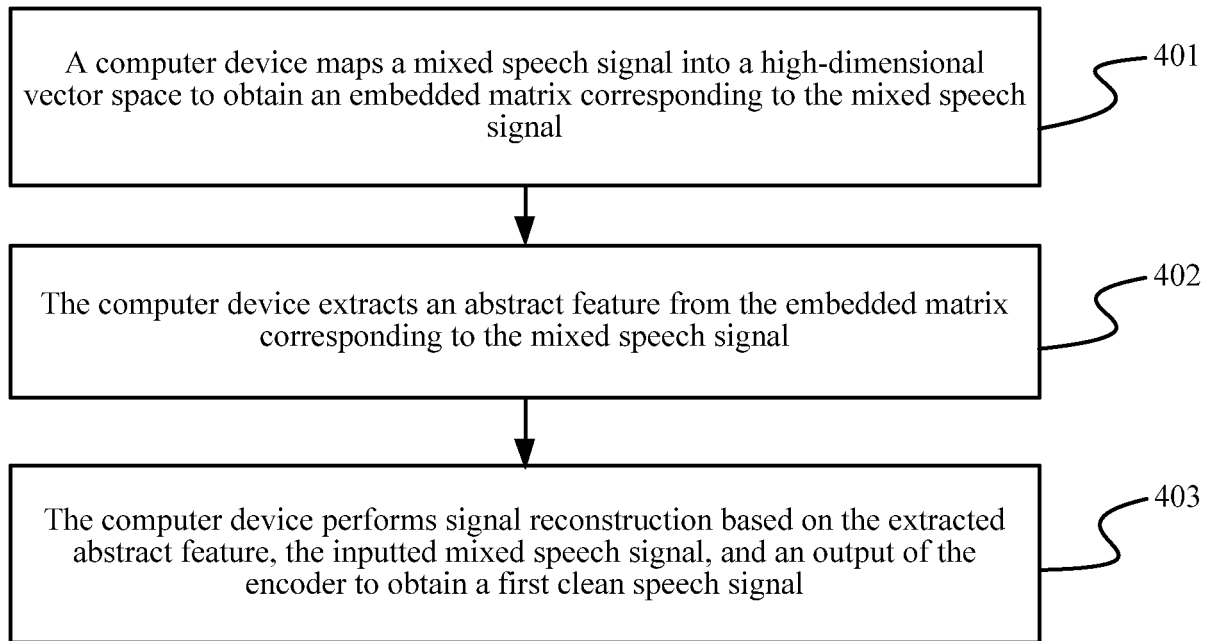 A computer device maps a mixed speech signal into a high-dimensional
vector space to obtain an embedded matrix corresponding to the mixed speech
signal
401
The computer device extracts an abstract feature from the embedded matrix
corresponding to the mixed speech signal
402
The computer device performs signal reconstruction based on the extracted
abstract feature, the inputted mixed speech signal, and an output of the
encoder to obtain a first clean speech signal
403